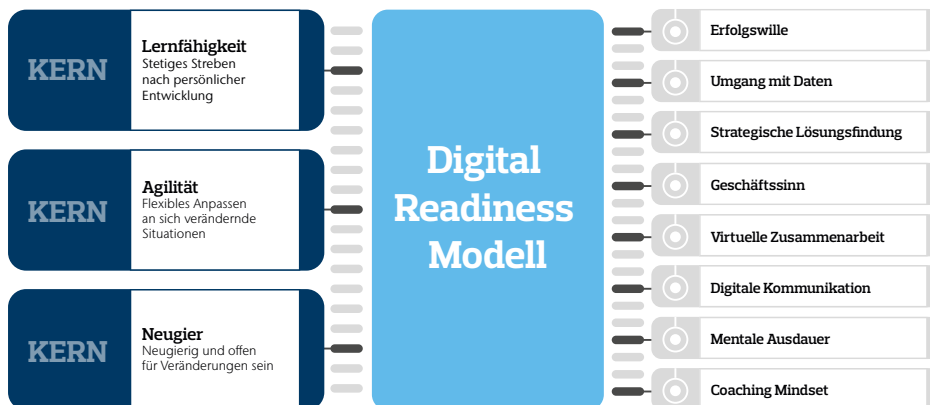 KERN
Lernfähigkeit
Stetiges Streben
nach persönlicher
Entwicklung
KERN
Agilität
Flexibles Anpassen
an sich verändernde
Situationen
KERN
Neugier
Neugierig und offen
für Veränderungen sein
Digital
Readiness
Modell
Erfolgswille
Umgang mit Daten
Strategische Lösungsfindung
Geschäftssinn
Virtuelle Zusammenarbeit
Digitale Kommunikation
Mentale Ausdauer
Coaching Mindset